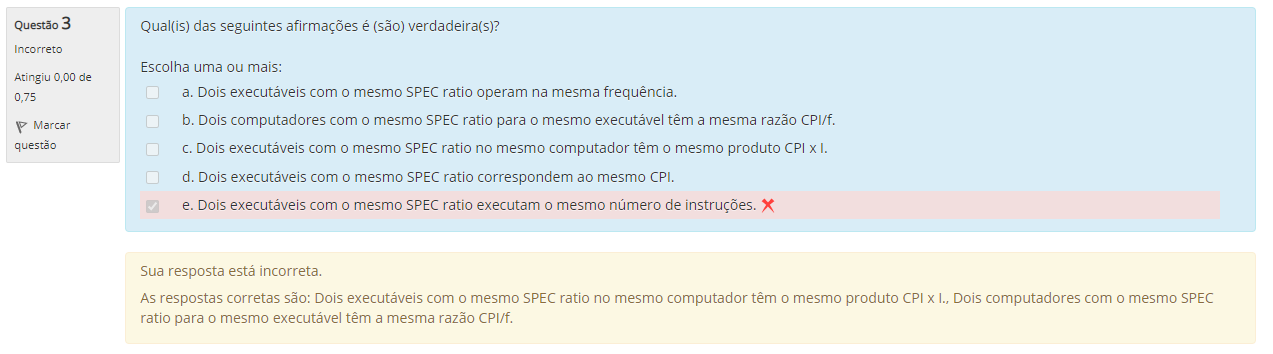 Questão 3
Incorreto
Atingiu 0,00 de
0,75
Marcar
questão
Qual(is) das seguintes afirmações é (são) verdadeira(s)?
Escolha uma ou mais:
a. Dois executáveis com o mesmo SPEC ratio operam na mesma frequência.
b. Dois computadores com o mesmo SPEC ratio para o mesmo executável têm a mesma razão CPI/f.
c. Dois executáveis com o mesmo SPEC ratio no mesmo computador têm o mesmo produto CPI x I.
d. Dois executáveis com o mesmo SPEC ratio correspondem ao mesmo CPI.
e. Dois executáveis com o mesmo SPEC ratio executam o mesmo número de instruções.
Sua resposta está incorreta.
As respostas corretas são: Dois executáveis com o mesmo SPEC ratio no mesmo computador têm o mesmo produto CPI x I., Dois computadores com o mesmo SPEC
ratio para o mesmo executável têm a mesma razão CPI/f.